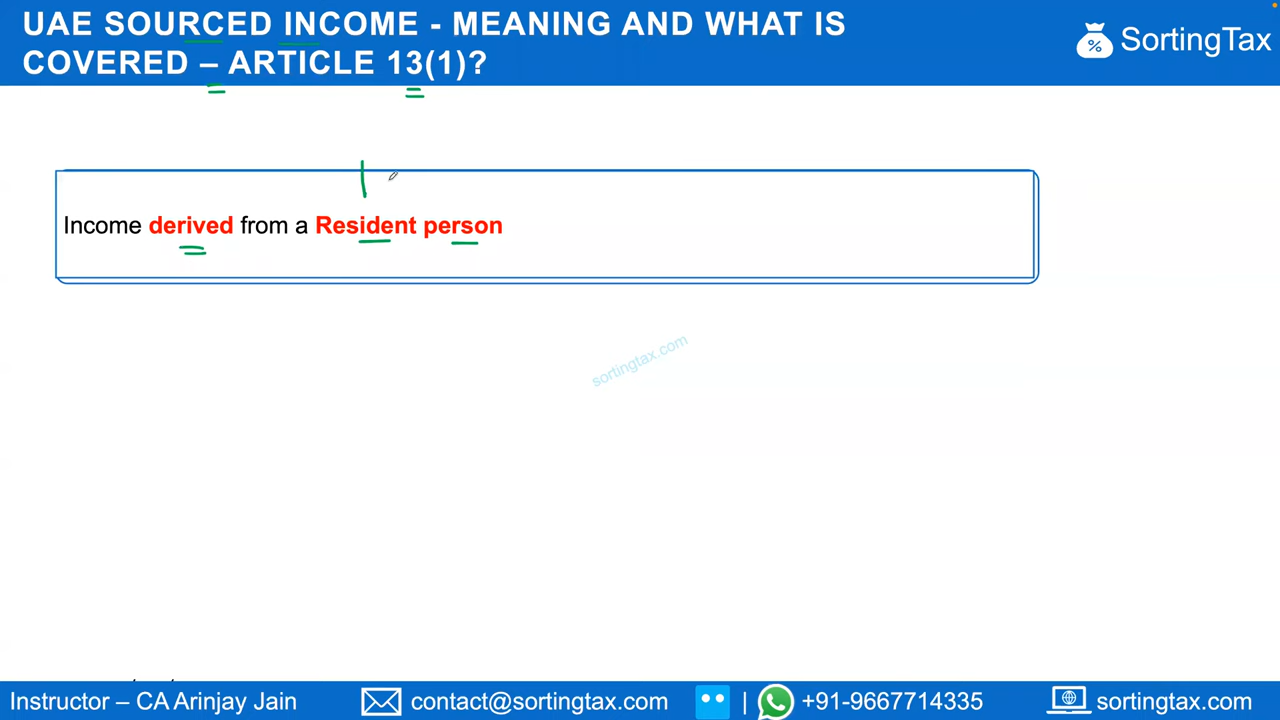 UAE SOURCED INCOME - MEANING AND WHAT IS
COVERED – ARTICLE 13(1)?
SortingTax
Income derived from a Resident person
sortingtax.com
Instructor – CA Arinjay Jain
contact@sortingtax.com
|
+91-9667714335
sortingtax.com